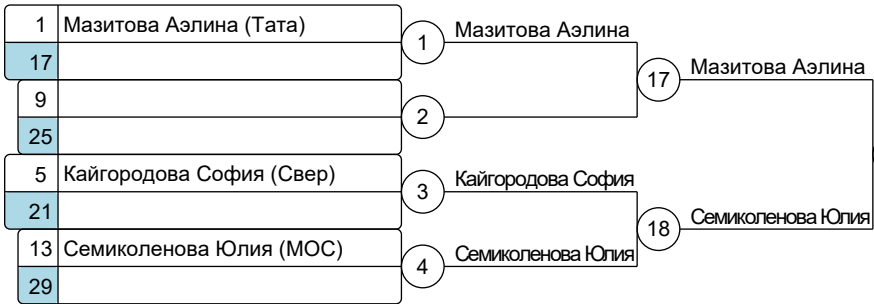 1 Мазитова Аэлина (Тата)
17
9
25
5 Кайгородова София (Свер)
21
13 Семиколенова Юлия (МОС)
29
1 Мазитова Аэлина
2
3 Кайгородова София
4 Семиколенова Юлия
17 Мазитова Аэлина
18 Семиколенова Юлия